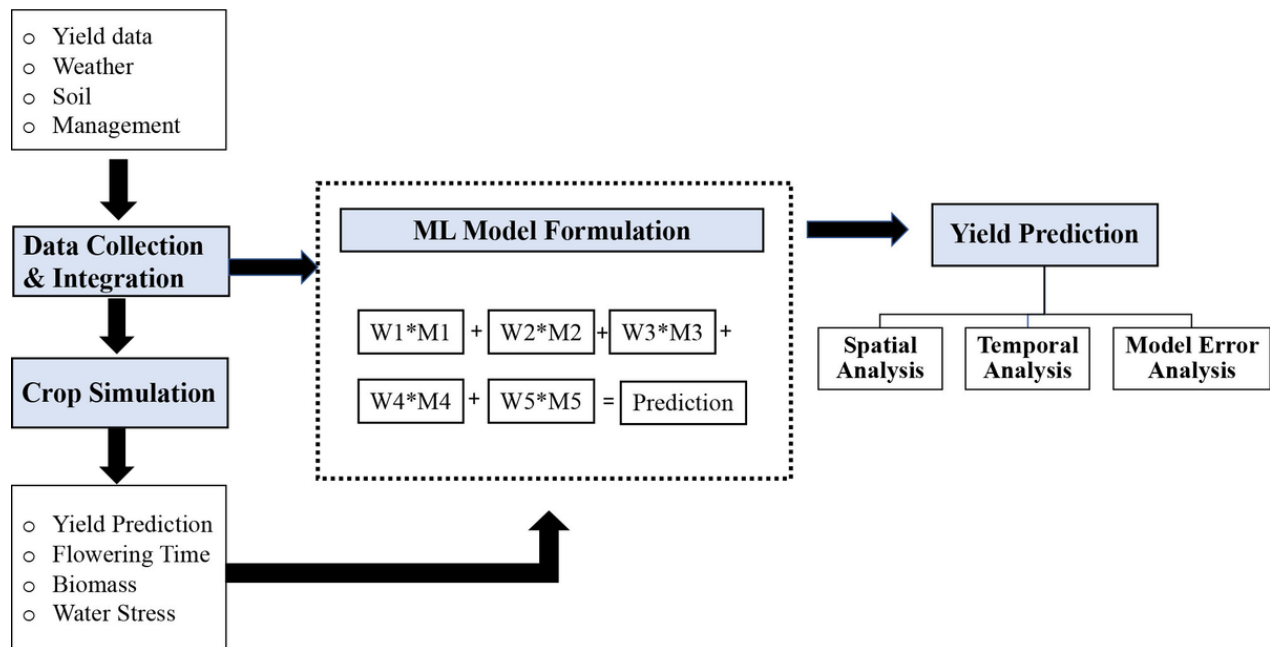 ○ Yield data
○ Weather
○ Soil
○ Management
Data Collection
& Integration
Crop Simulation
○ Yield Prediction
○ Flowering Time
○ Biomass
○ Water Stress
ML Model Formulation
W1*M1 + W2*M2 + W3*M3 +
W4*M4 + W5*M5 = Prediction
Yield Prediction
Spatial
Analysis
Temporal
Analysis
Model Error
Analysis